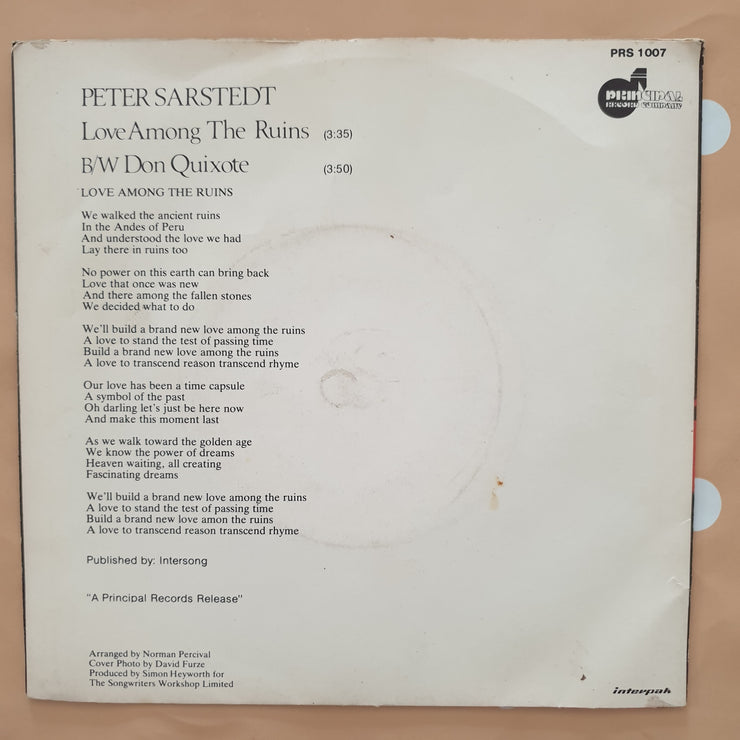 PRS 1007
PRINCIPAL
RECORD COMPANY
PETER SARSTEDT
Love Among The Ruins (3:35)
B/W Don Quixote (3:50)
LOVE AMONG THE RUINS
We walked the ancient ruins
In the Andes of Peru
And understood the love we had
Lay there in ruins too
No power on this earth can bring back
Love that once was new
And there among the fallen stones
We decided what to do
We'll build a brand new love among the ruins
A love to stand the test of passing time
Build a brand new love among the ruins
A love to transcend reason transcend rhyme
Our love has been a time capsule
A symbol of the past
Oh darling let's just be here now
And make this moment last
As we walk toward the golden age
We know the power of dreams
Heaven waiting, all creating
Fascinating dreams
We'll build a brand new love among the ruins
A love to stand the test of passing time
Build a brand new love amon the ruins
A love to transcend reason transcend rhyme
Published by: Intersong
"A Principal Records Release"
Arranged by Norman Percival
Cover Photo by David Furze
Produced by Simon Heyworth for
The Songwriters Workshop Limited
interpak